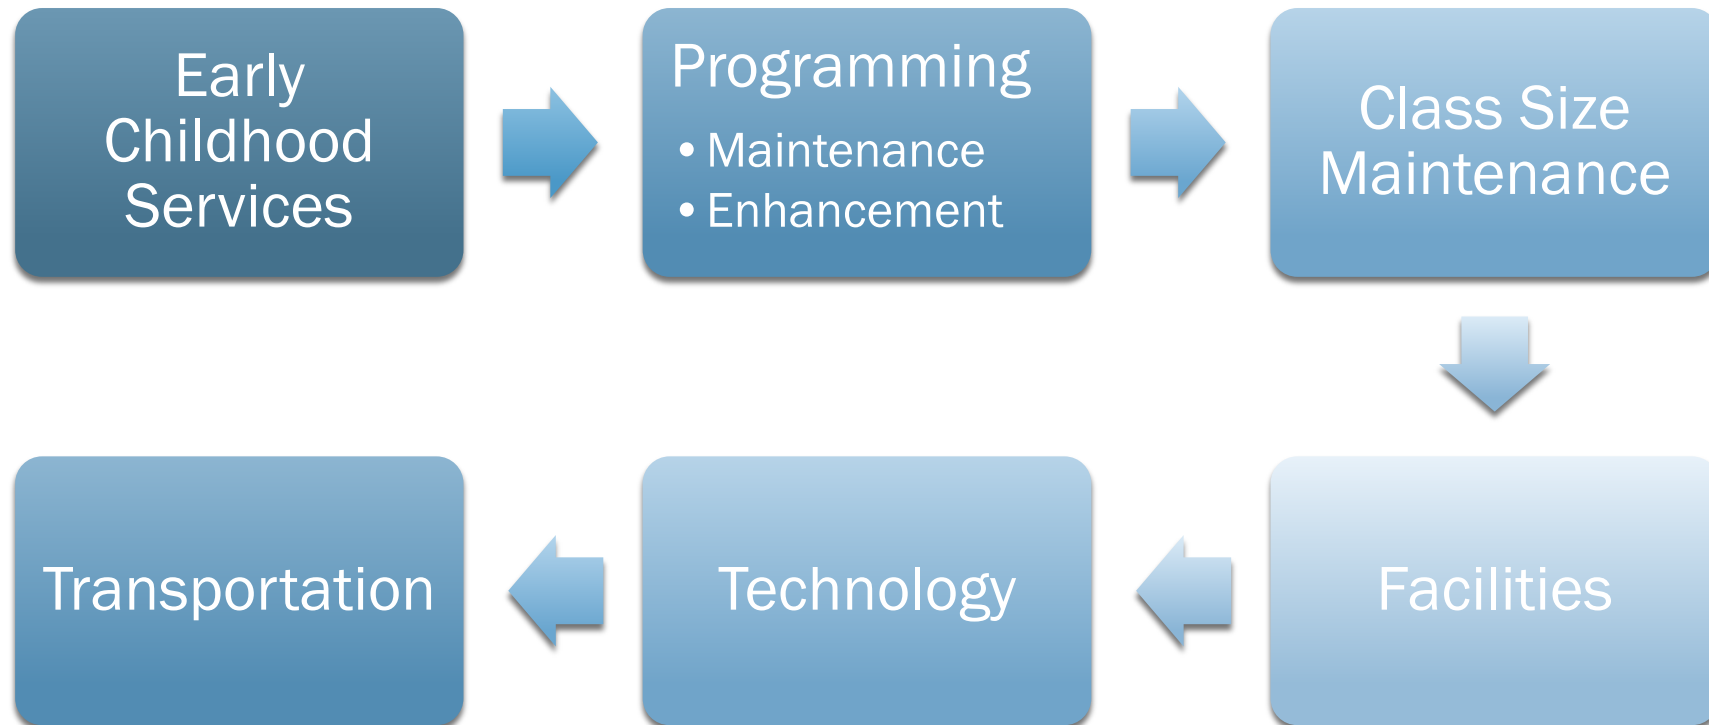 Early
Childhood
Services
Programming
• Maintenance
• Enhancement
Class Size
Maintenance
Facilities
Technology
Transportation